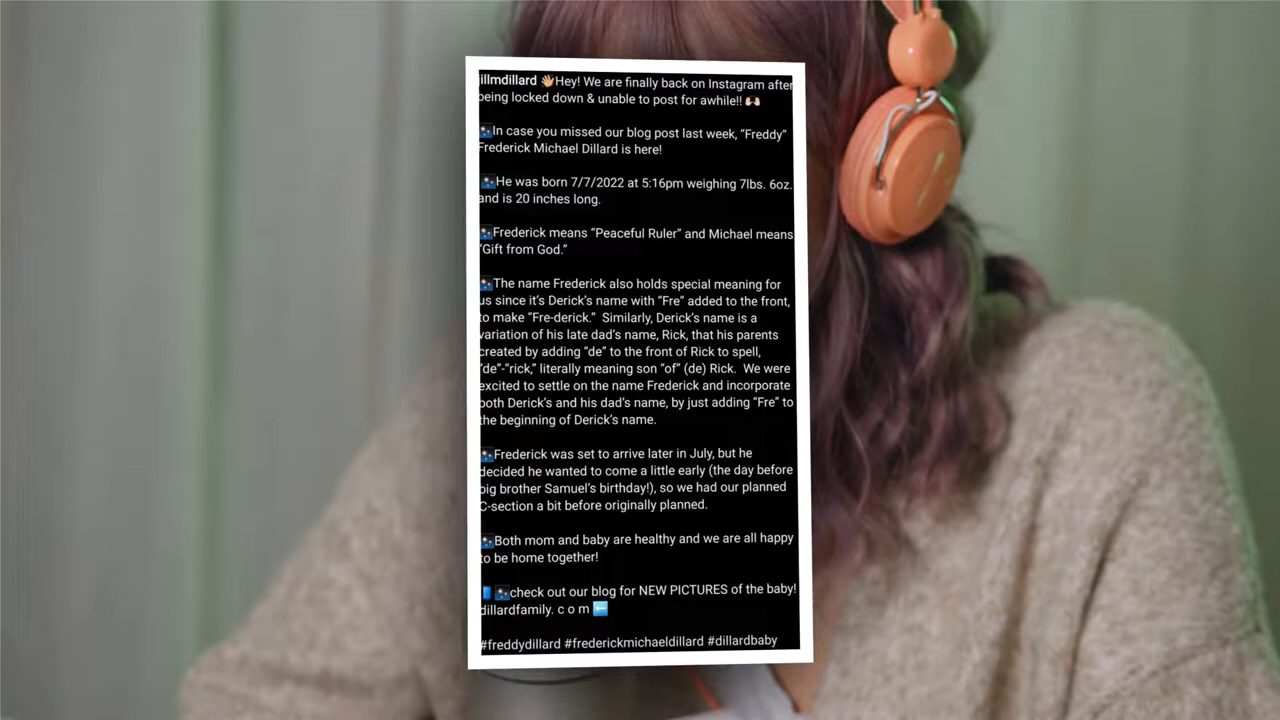 jillmdillard 👋Hey! We are finally back on Instagram after
being locked down & unable to post for awhile!! 🙌🏻
🌌In case you missed our blog post last week, “Freddy”
Frederick Michael Dillard is here!
🌌He was born 7/7/2022 at 5:16pm weighing 7lbs. 6oz.
and is 20 inches long.
🌌Frederick means “Peaceful Ruler” and Michael means
“Gift from God.”
🌌The name Frederick also holds special meaning for
us since it’s Derick’s name with “Fre” added to the front,
to make “Fre-derick.” Similarly, Derick’s name is a
variation of his late dad’s name, Rick, that his parents
created by adding “de” to the front of Rick to spell,
“de”-“rick,” literally meaning son “of” (de) Rick. We were
excited to settle on the name Frederick and incorporate
both Derick’s and his dad’s name, by just adding “Fre” to
the beginning of Derick’s name.
🌌Frederick was set to arrive later in July, but he
decided he wanted to come a little early (the day before
big brother Samuel’s birthday!), so we had our planned
C-section a bit before originally planned.
🌌Both mom and baby are healthy and we are all happy
to be home together!
📘🌌check out our blog for NEW PICTURES of the baby!
dillardfamily. c o m ⬅️
#freddydillard #frederickmichaeldillard #dillardbaby